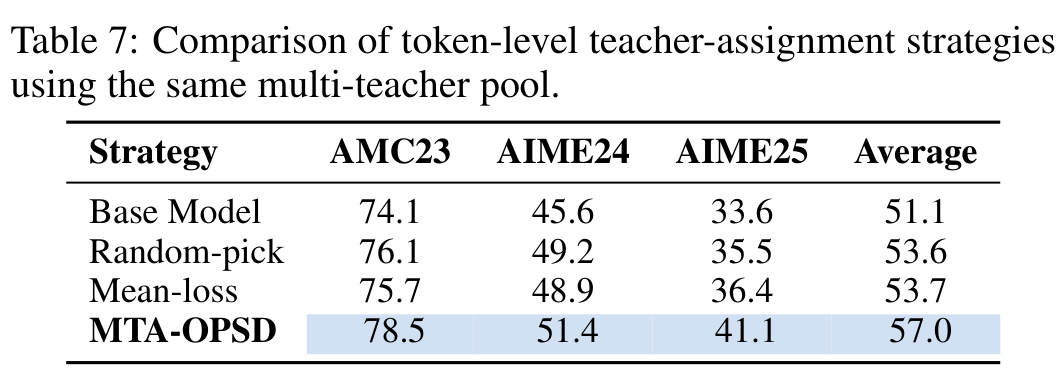 Table 7: Comparison of token-level teacher-assignment strategies
using the same multi-teacher pool.
Strategy AMC23 AIME24 AIME25 Average
Base Model 74.1 45.6 33.6 51.1
Random-pick 76.1 49.2 35.5 53.6
Mean-loss 75.7 48.9 36.4 53.7
MTA-OPSD 78.5 51.4 41.1 57.0